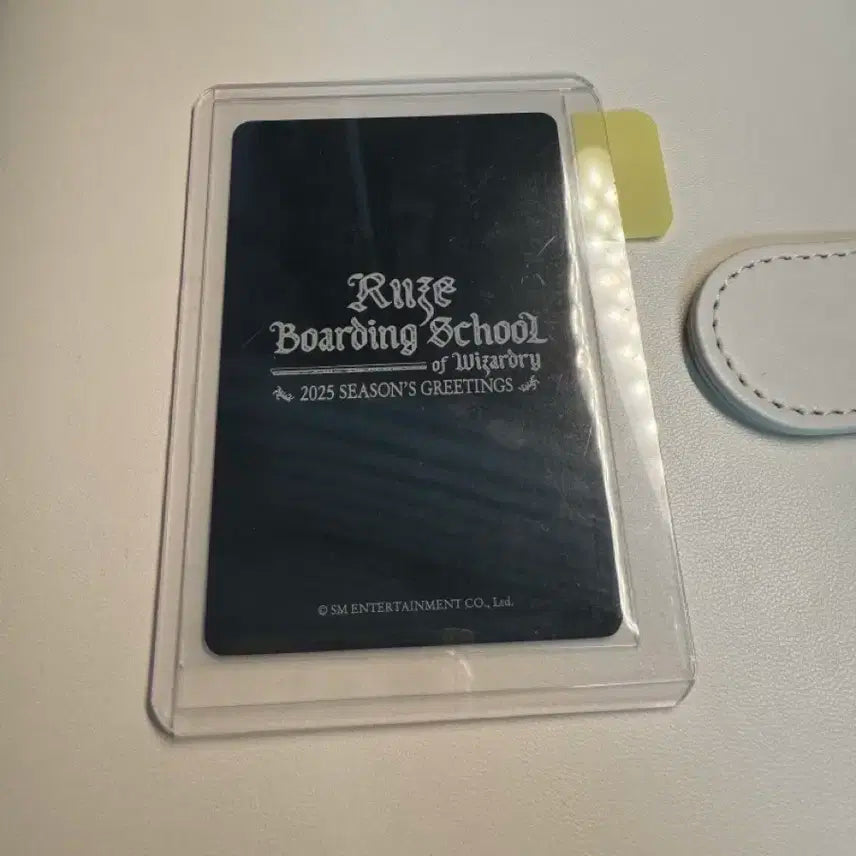 Riize
Boarding School
of Wizardry
2025 SEASON'S GREETINGS
© SM ENTERTAINMENT CO., Ltd.